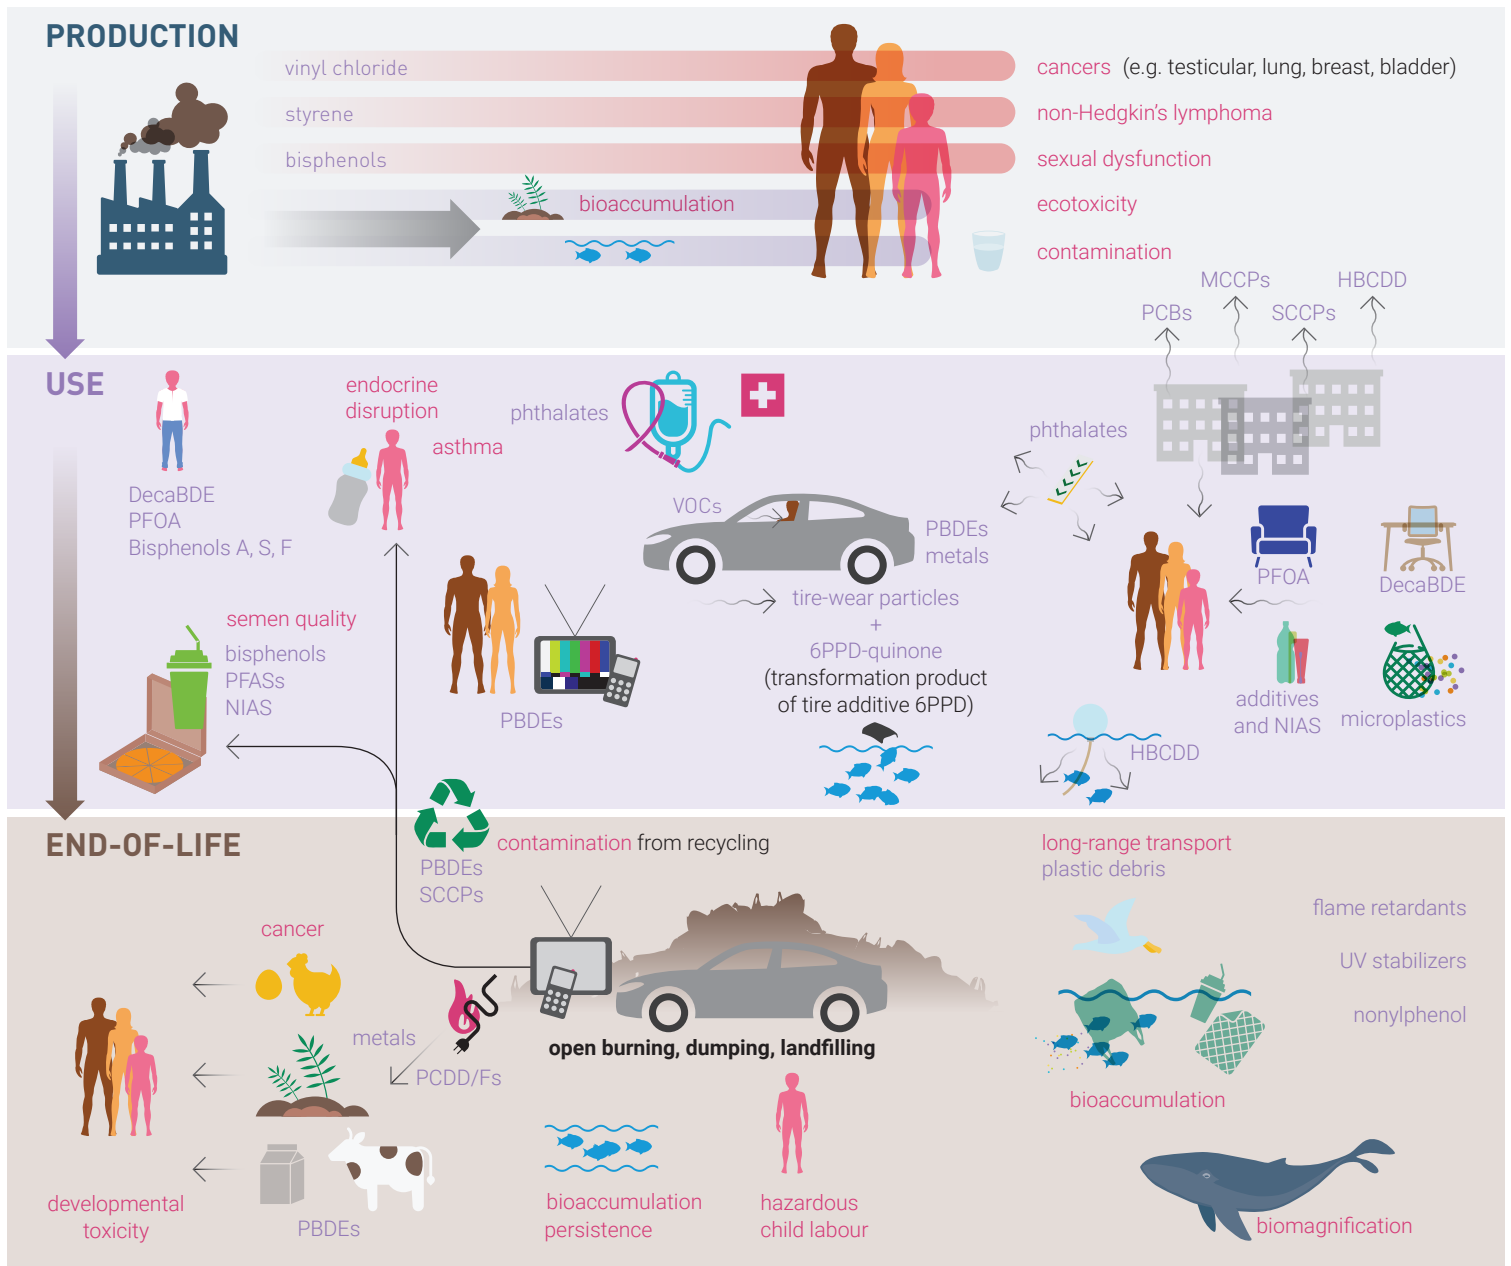 PRODUCTION
vinyl chloride
cancers (e.g. testicular, lung, breast, bladder)
styrene
non-Hedgkin's lymphoma
bisphenols
sexual dysfunction
bioaccumulation
ecotoxicity
contamination
MCCPs
HBCDD
PCBs
SCCPs
USE
endocrine
disruption
asthma
phthalates
phthalates
DecaBDE
PFOA
Bisphenols A, S, F
VOCs
PBDEs
metals
PFOA
DecaBDE
tire-wear particles
+
6PPD-quinone
(transformation product
of tire additive 6PPD)
semen quality
bisphenols
PFASs
NIAS
PBDEs
additives
and NIAS
microplastics
HBCDD
END-OF-LIFE
contamination from recycling
PBDEs
SCCPs
long-range transport
plastic debris
flame retardants
UV stabilizers
nonylphenol
cancer
metals
PCDD/Fs
open burning, dumping, landfilling
bioaccumulation
developmental
toxicity
PBDEs
bioaccumulation
persistence
hazardous
child labour
biomagnification